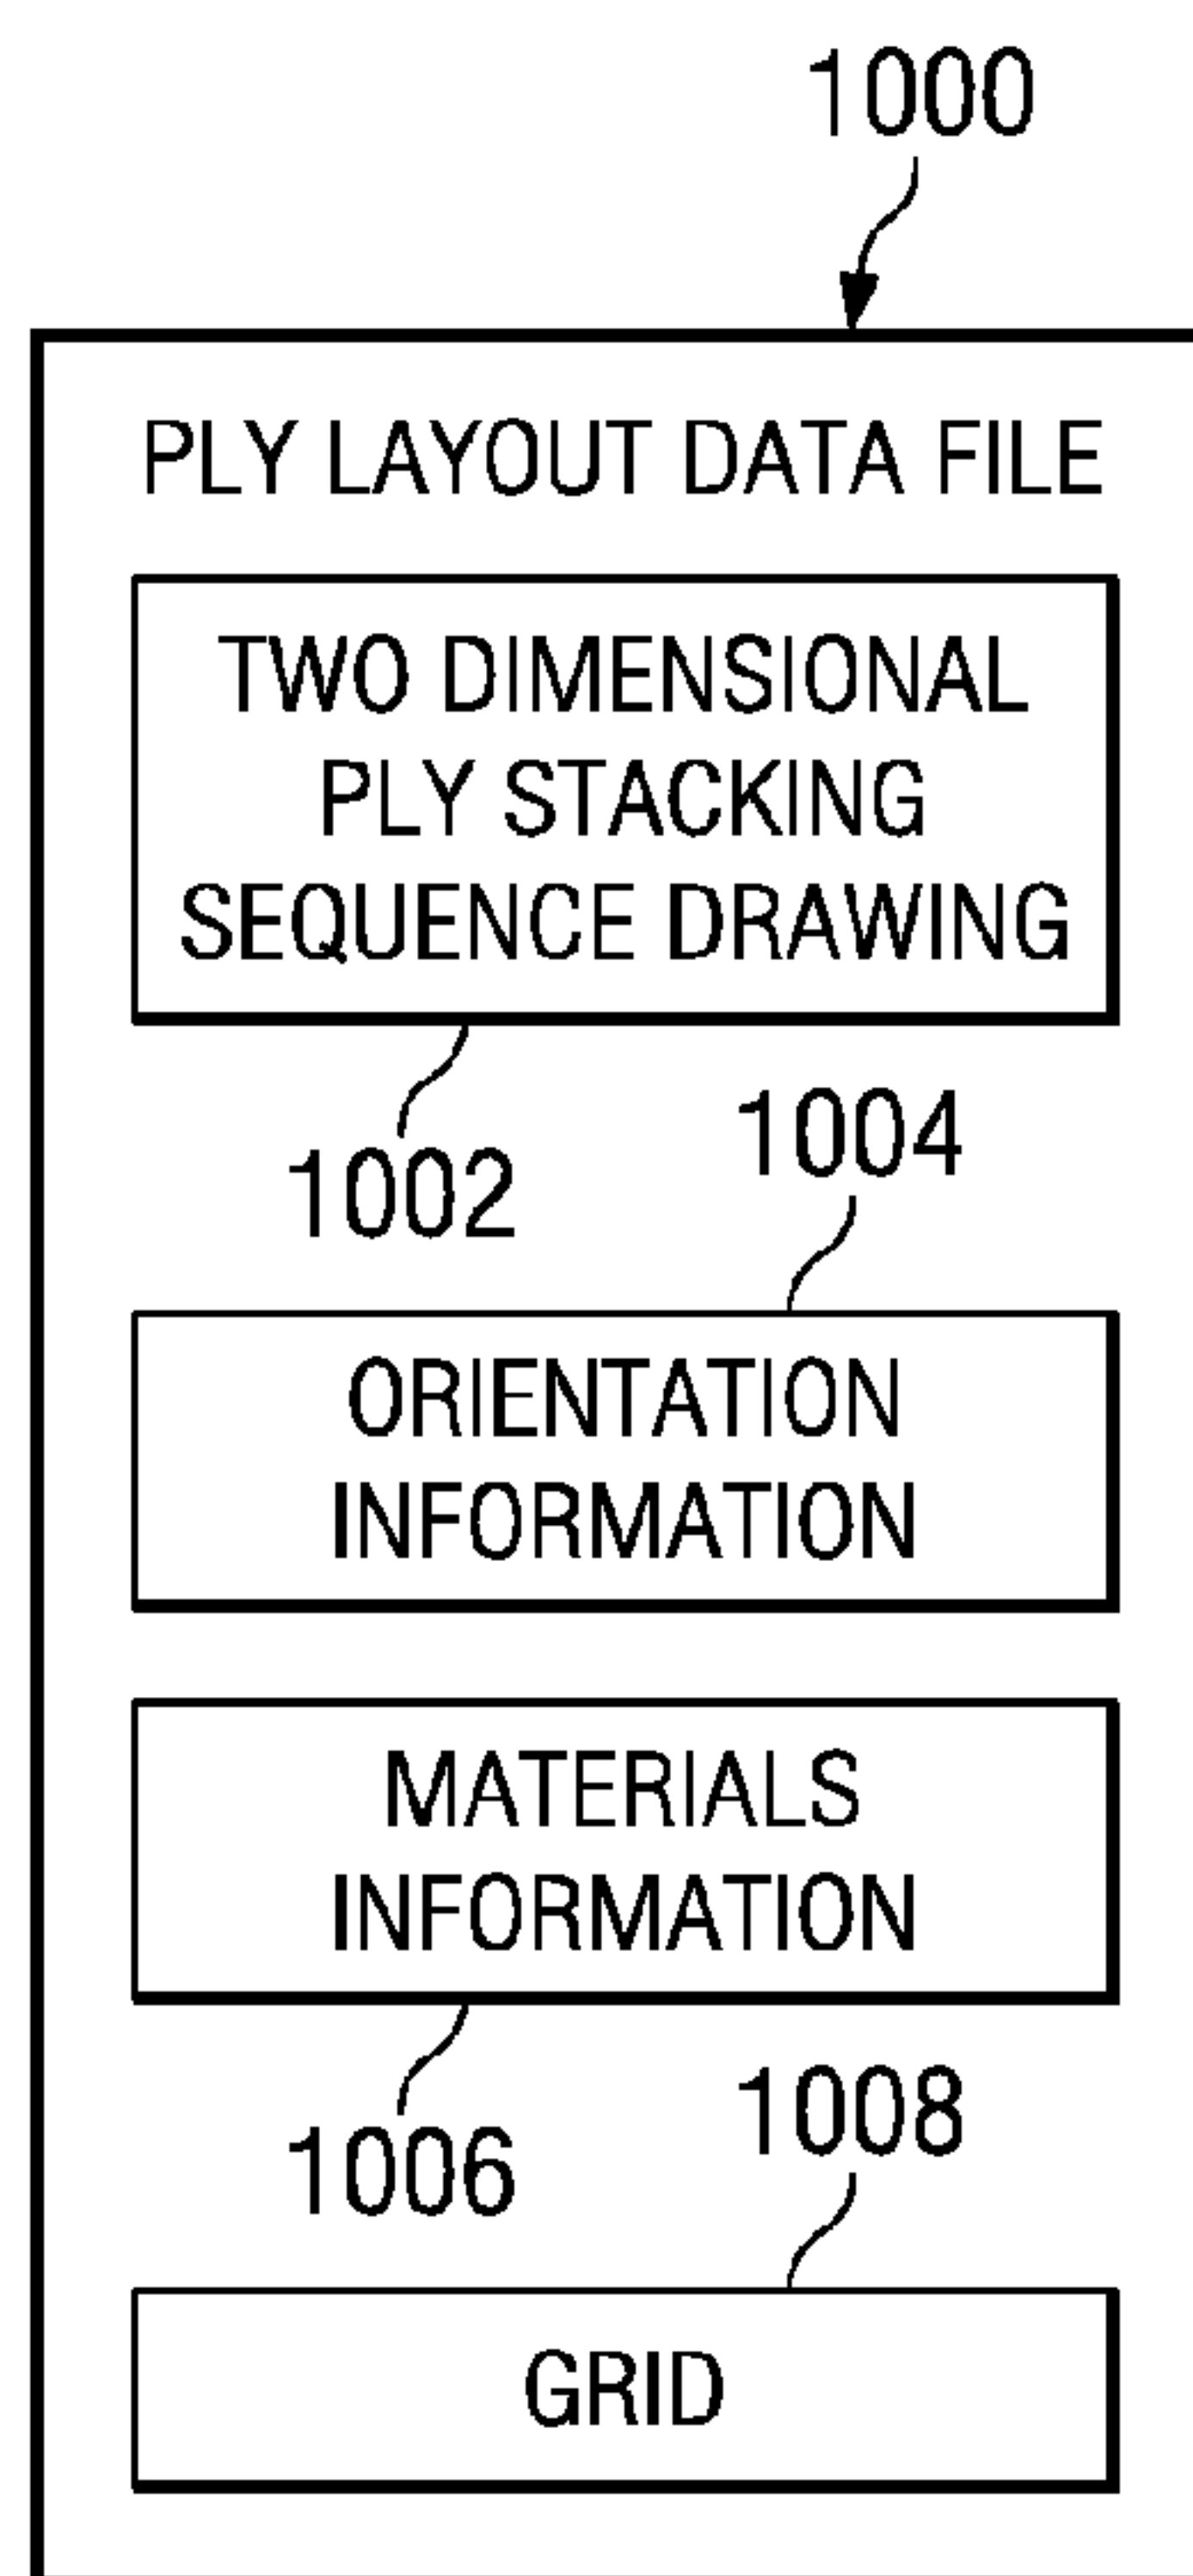 1000
PLY LAYOUT DATA FILE
TWO DIMENSIONAL
PLY STACKING
SEQUENCE DRAWING
1002
1004
ORIENTATION
INFORMATION
MATERIALS
INFORMATION
1006
1008
GRID